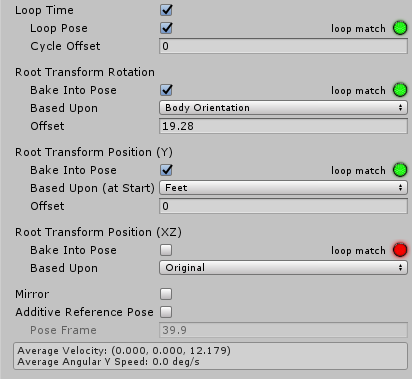 Loop Time
Loop Pose loop match
Cycle Offset 0
Root Transform Rotation
Bake Into Pose loop match
Based Upon Body Orientation
Offset 19.28
Root Transform Position (Y)
Bake Into Pose loop match
Based Upon (at Start) Feet
Offset 0
Root Transform Position (XZ)
Bake Into Pose loop match
Based Upon Original
Mirror
Additive Reference Pose
Pose Frame 39.9
Average Velocity: (0.000, 0.000, 12.179)
Average Angular Y Speed: 0.0 deg/s